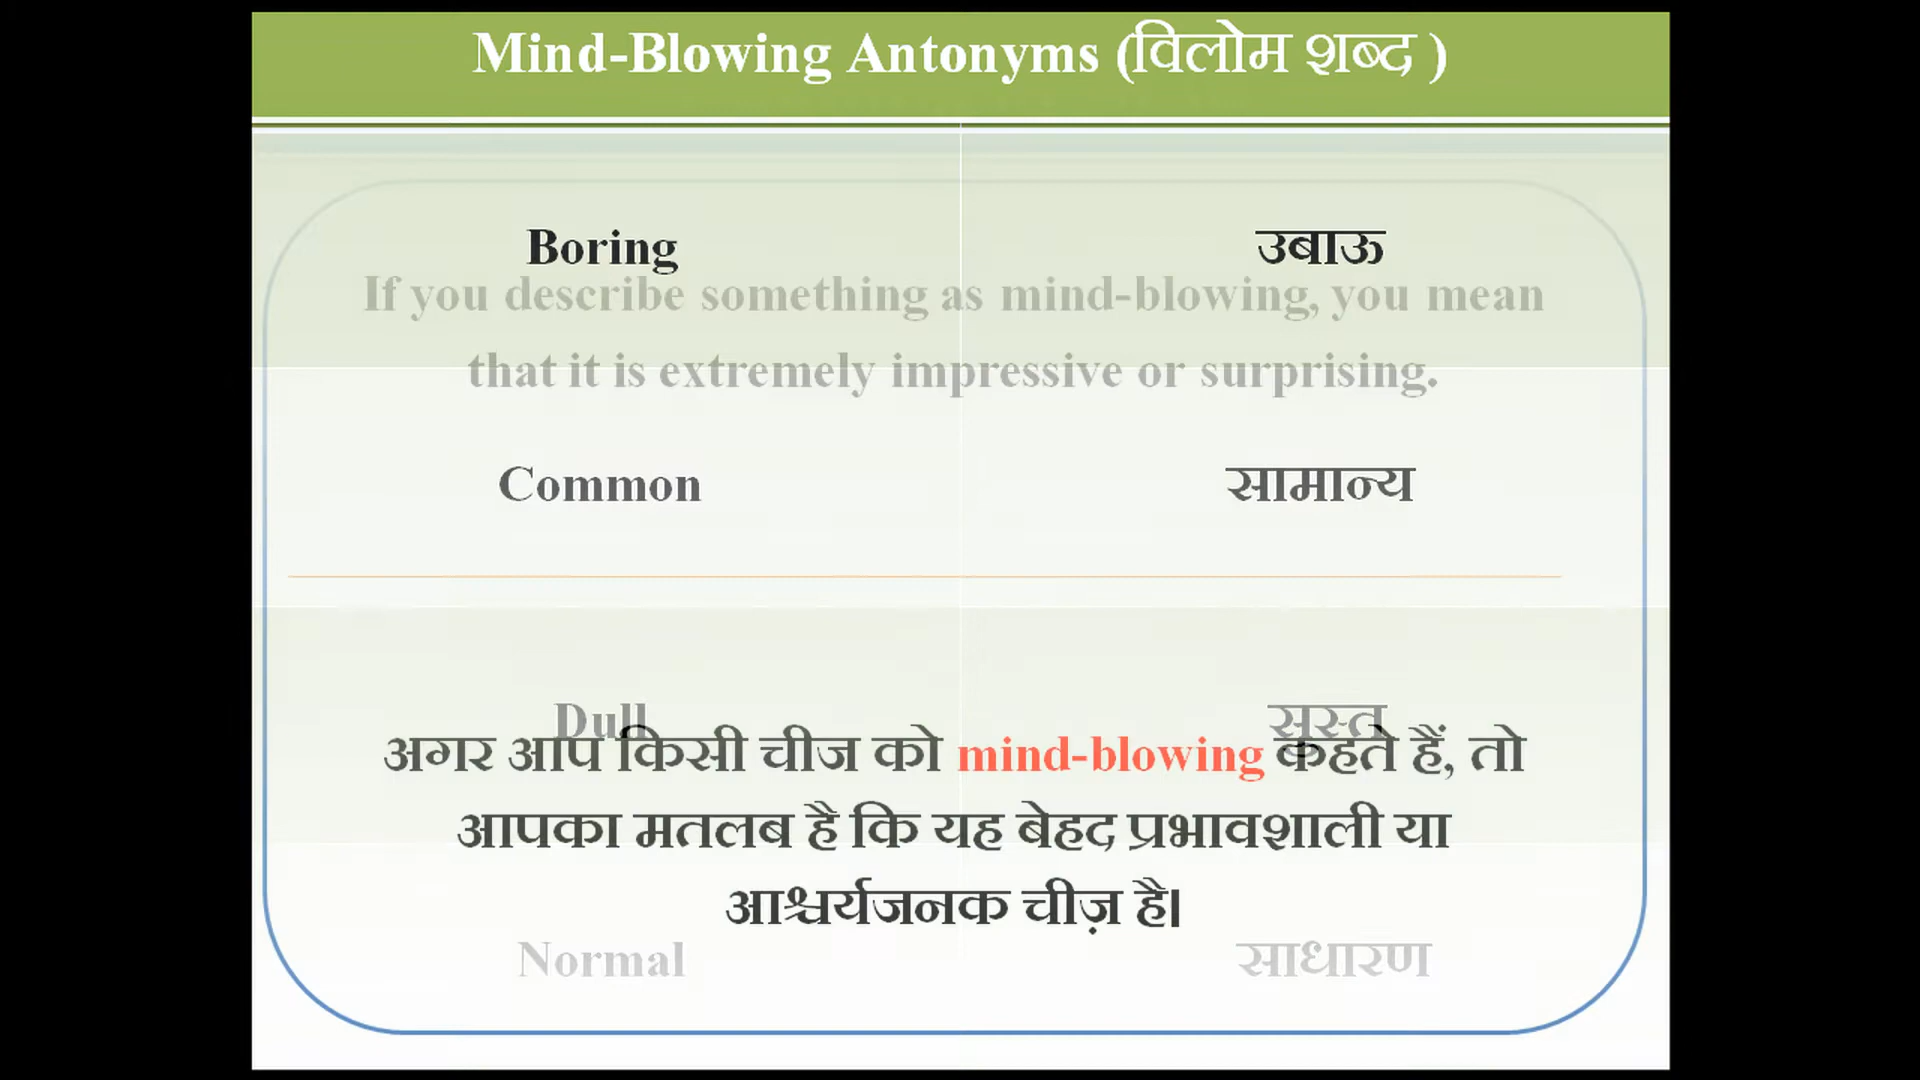 Mind-Blowing Antonyms (विलोम शब्द )
Boring उबाऊ
If you describe something as mind-blowing, you mean
that it is extremely impressive or surprising.
Common सामान्य
Dull सुस्त
अगर आप किसी चीज को mind-blowing कहते हैं, तो
आपका मतलब है कि यह बेहद प्रभावशाली या
आश्चर्यजनक चीज़ है।
Normal साधारण